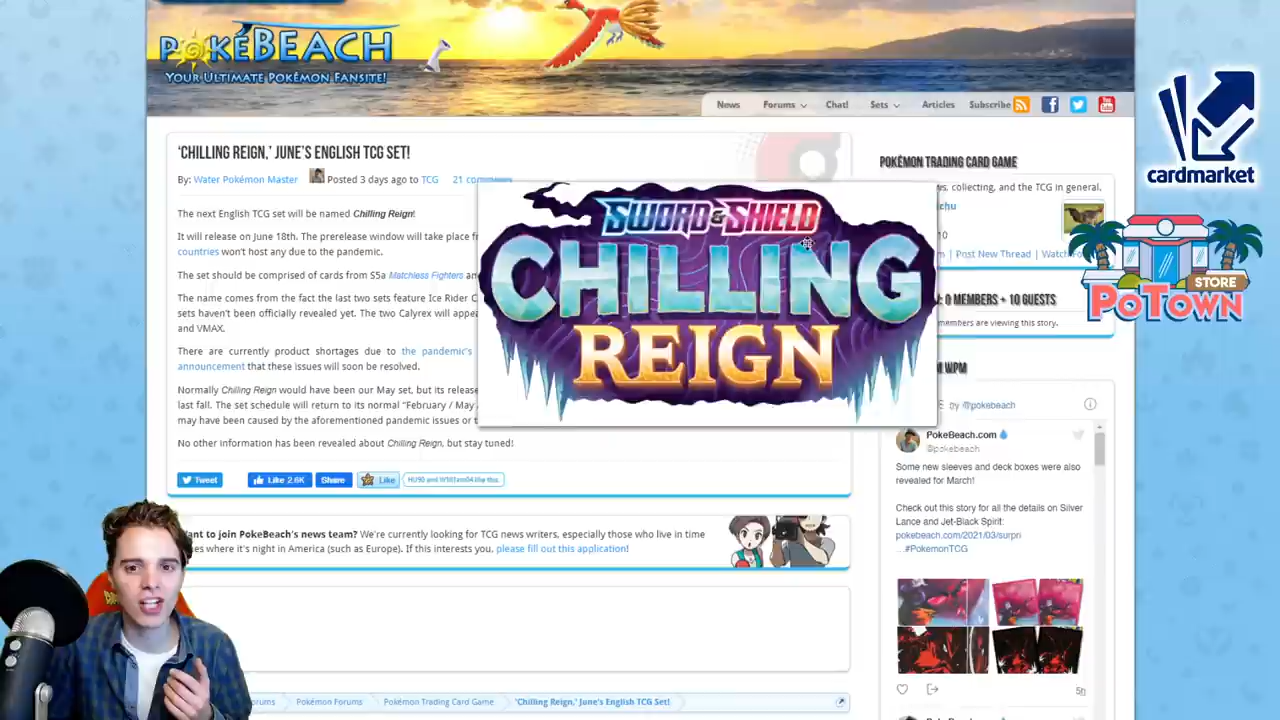 POKÉBEACH
YOUR ULTIMATE POKÉMON FANSITE!
News Forums Chat! Sets Articles Subscribe
cardmarket
STORE
POTOWN
'CHILLING REIGN,' JUNE'S ENGLISH TCG SET!
By: Water Pokémon Master Posted 3 days ago to TCG 21
The next English TCG set will be named Chilling Reign!
It will release on June 18th. The prerelease window will take place
countries won't host any due to the pandemic.
The set should be comprised of cards from S5a Matchless Fighters
The name comes from the fact the last two sets feature Ice Rider
sets haven't been officially revealed yet. The two Calyrex will
and VMAX.
There are currently product shortages due to the pandemic's
announcement that these issues will soon be resolved.
Normally Chilling Reign would have been our May set, but its
last fall. The set schedule will return to its normal "February / May
may have been caused by the aforementioned pandemic issues or
No other information has been revealed about Chilling Reign, but stay tuned!
SWORD & SHIELD
CHILLING
REIGN
Tweet Like 2.6K Share Like HU90 and W161am04 like this.
Want to join PokeBeach's news team? We're currently looking for TCG news writers, especially those who live in time
where it's night in America (such as Europe). If this interests you, please fill out this application!
Pokémon Forums Pokémon Trading Card Game 'Chilling Reign,' June's English TCG Set!
POKÉMON TRADING CARD GAME
collecting, and the TCG in general.
10
Post New Thread
0 MEMBERS + 10 GUESTS
members are viewing this story.
WPM
by @pokebeach
PokeBeach.com
@pokebeach
Some new sleeves and deck boxes were also
revealed for March!
Check out this story for all the details on Silver
Lance and Jet-Black Spirit:
pokebeach.com/2021/03/surpri
…#PokemonTCG
5h